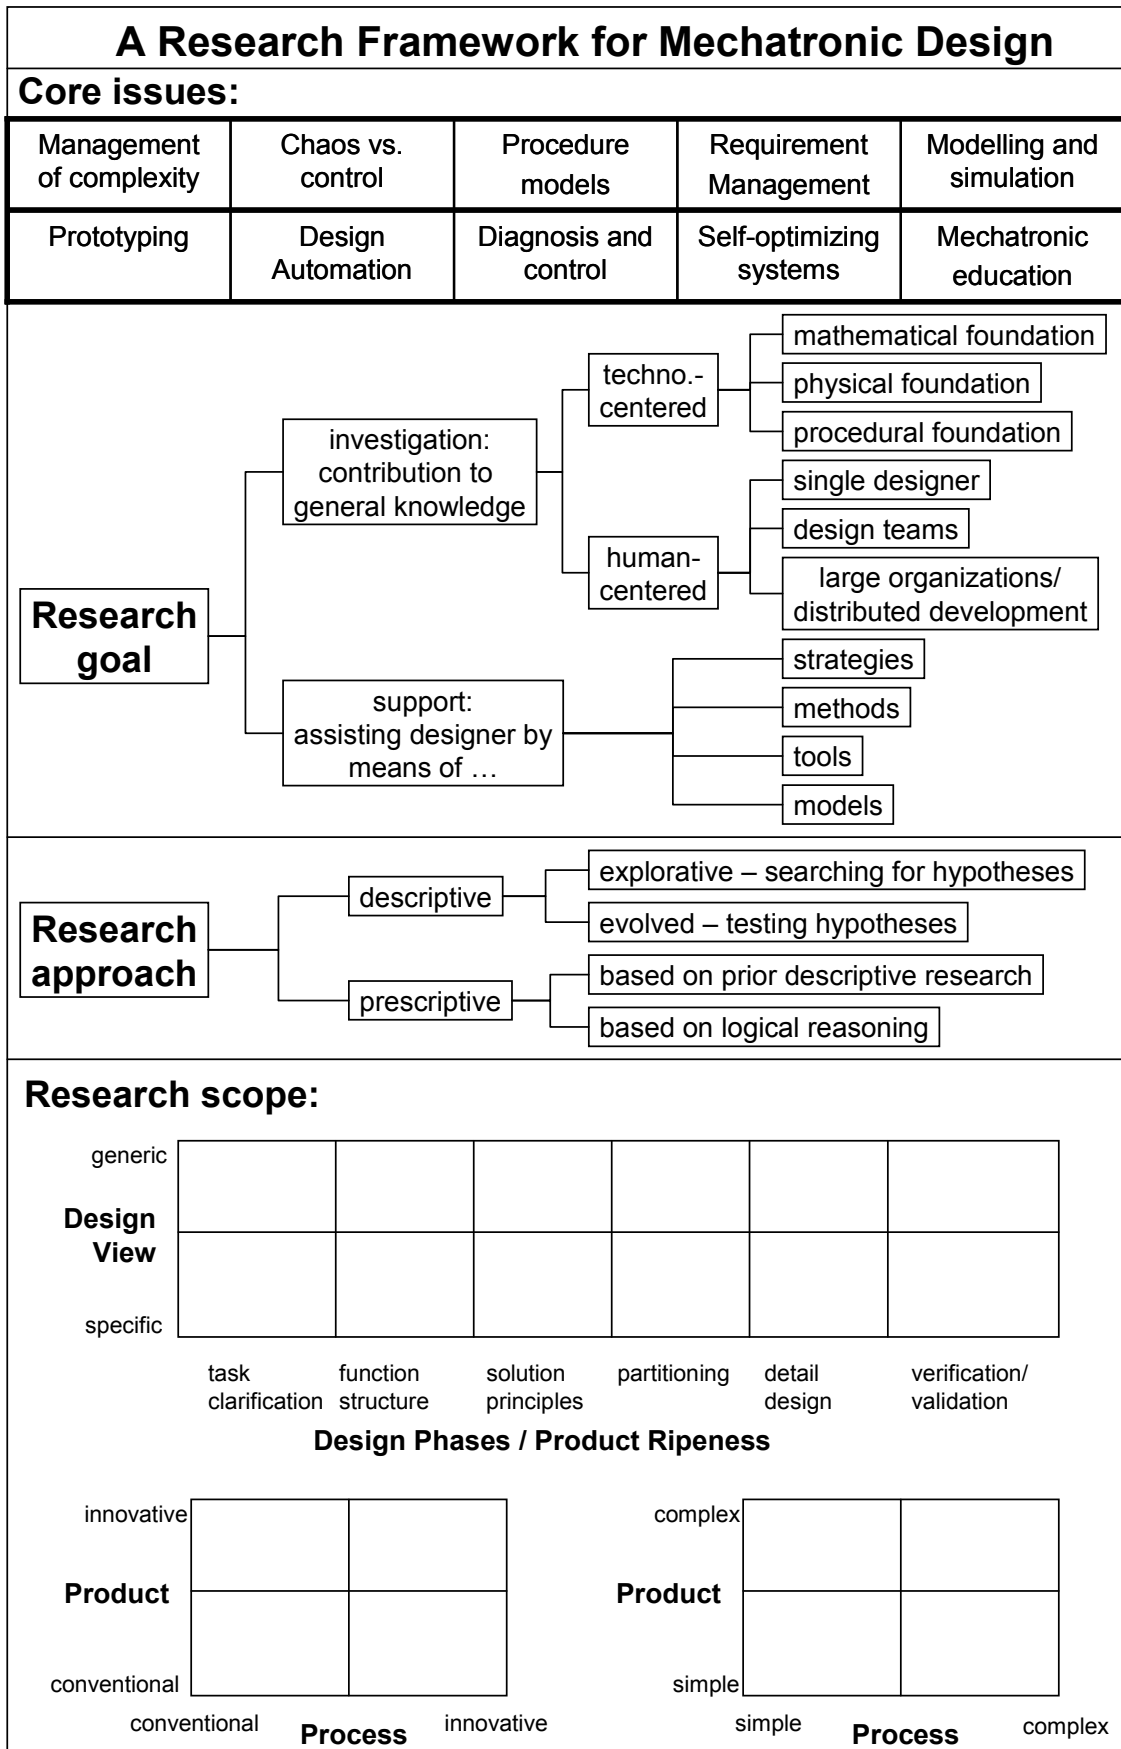 A Research Framework for Mechatronic Design
Core issues:
Management
of complexity
Chaos vs.
control
Procedure
models
Requirement
Management
Modelling and
simulation
Prototyping
Design
Automation
Diagnosis and
control
Self-optimizing
systems
Mechatronic
education
Research
goal
investigation:
contribution to
general knowledge
techno.-
centered
mathematical foundation
physical foundation
procedural foundation
human-
centered
single designer
design teams
large organizations/
distributed development
support:
assisting designer by
means of …
strategies
methods
tools
models
Research
approach
descriptive
explorative – searching for hypotheses
evolved – testing hypotheses
prescriptive
based on prior descriptive research
based on logical reasoning
Research scope:
generic
Design
View
specific
task
clarification
function
structure
solution
principles
partitioning
detail
design
verification/
validation
Design Phases / Product Ripeness
innovative
Product
conventional
conventional
Process
innovative
complex
Product
simple
simple
Process
complex